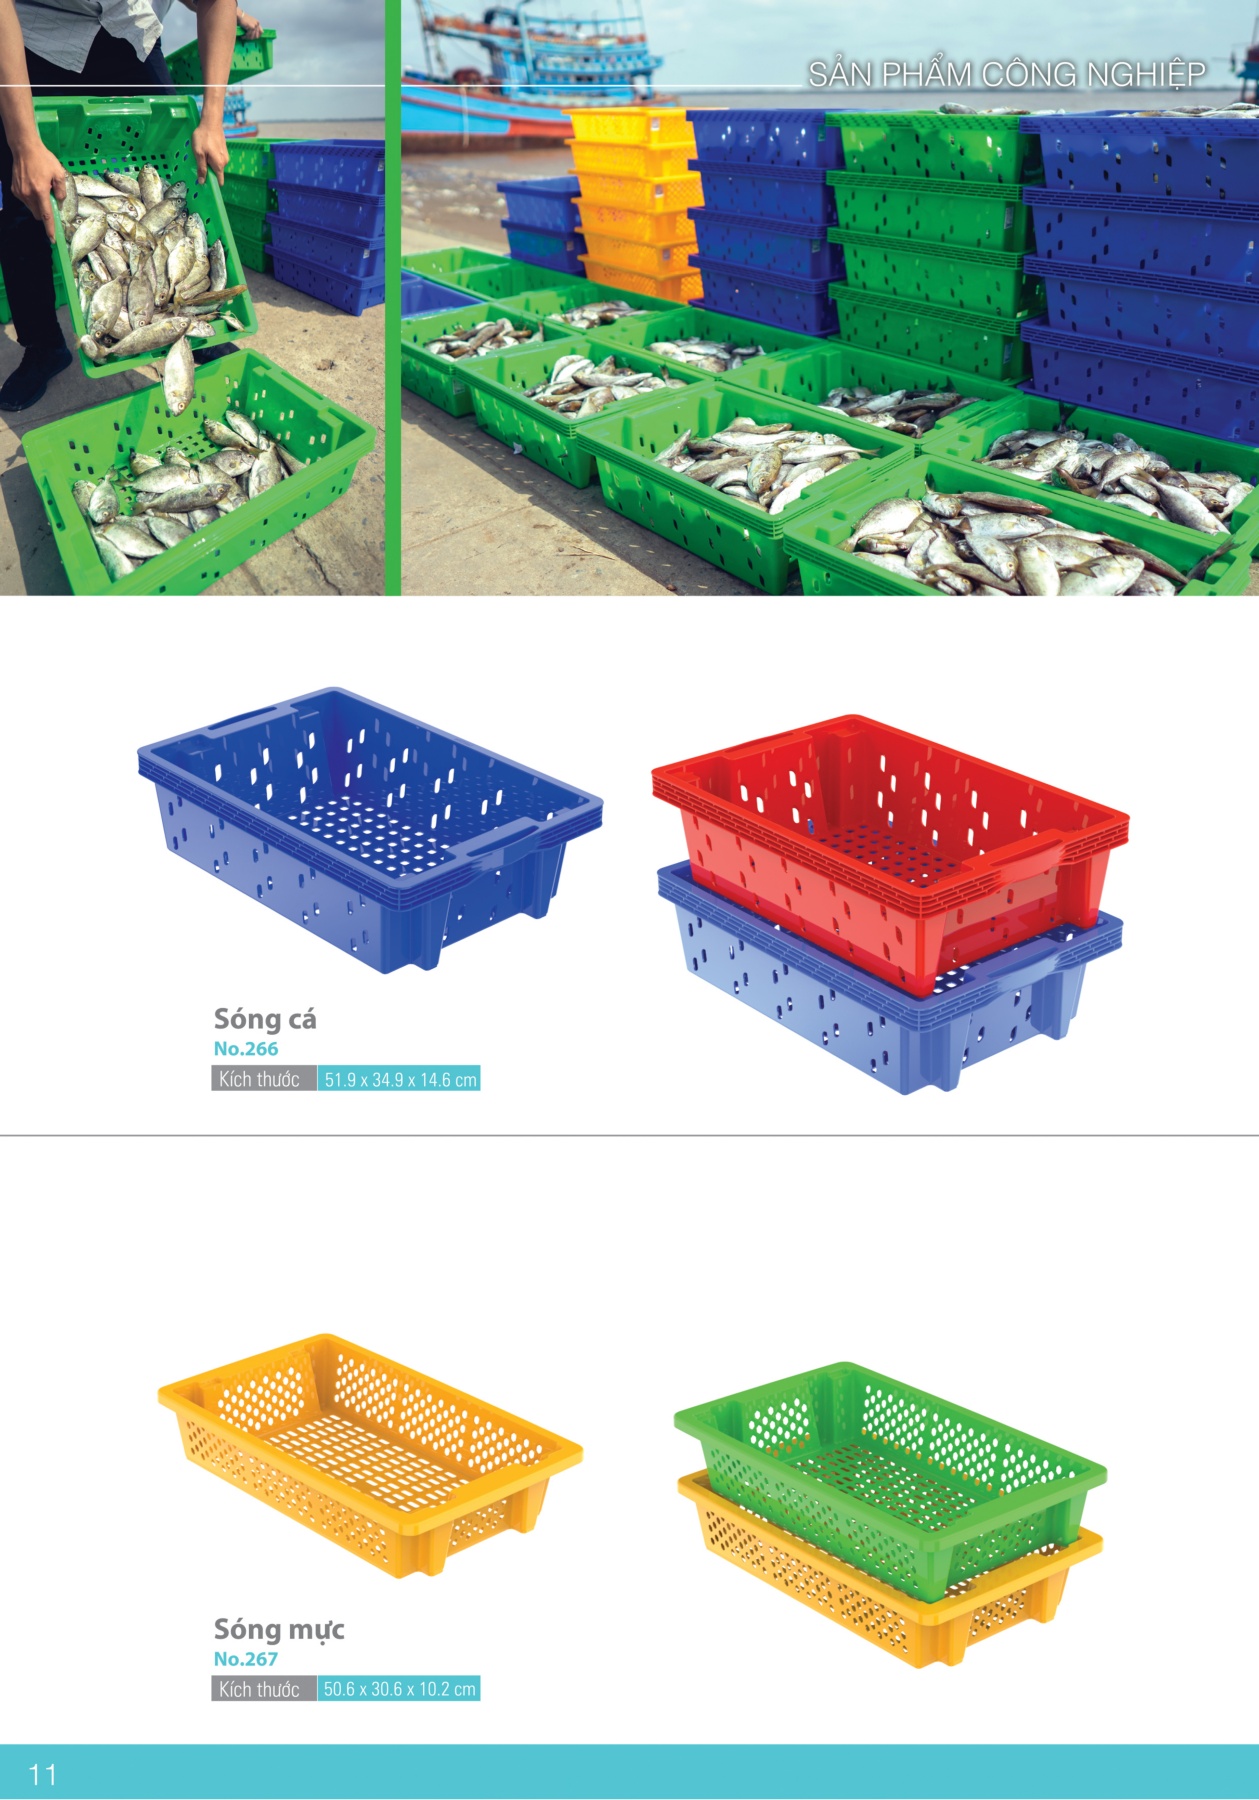 SẢN PHẨM CÔNG NGHIỆP
Sóng cá
No.266
Kích thước 51.9 x 34.9 x 14.6 cm
Sóng mực
No.267
Kích thước 50.6 x 30.6 x 10.2 cm
11